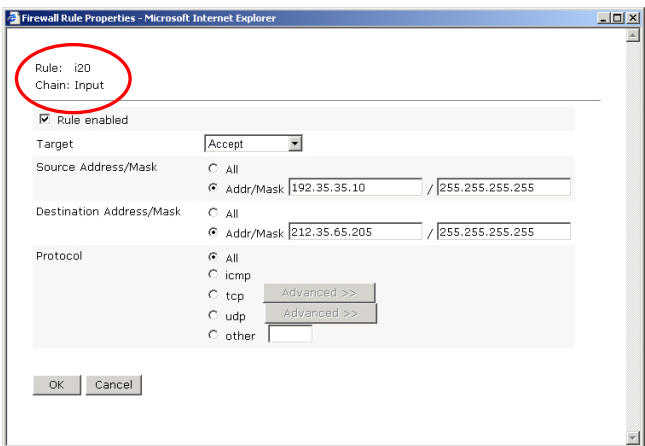 Firewall Rule Properties - Microsoft Internet Explorer
Rule: i20
Chain: Input
Rule enabled
Target Accept
Source Address/Mask All
Addr/Mask 192.35.35.10 / 255.255.255.255
Destination Address/Mask All
Addr/Mask 212.35.65.205 / 255.255.255.255
Protocol All
icmp
tcp Advanced >>
udp Advanced >>
other
OK Cancel